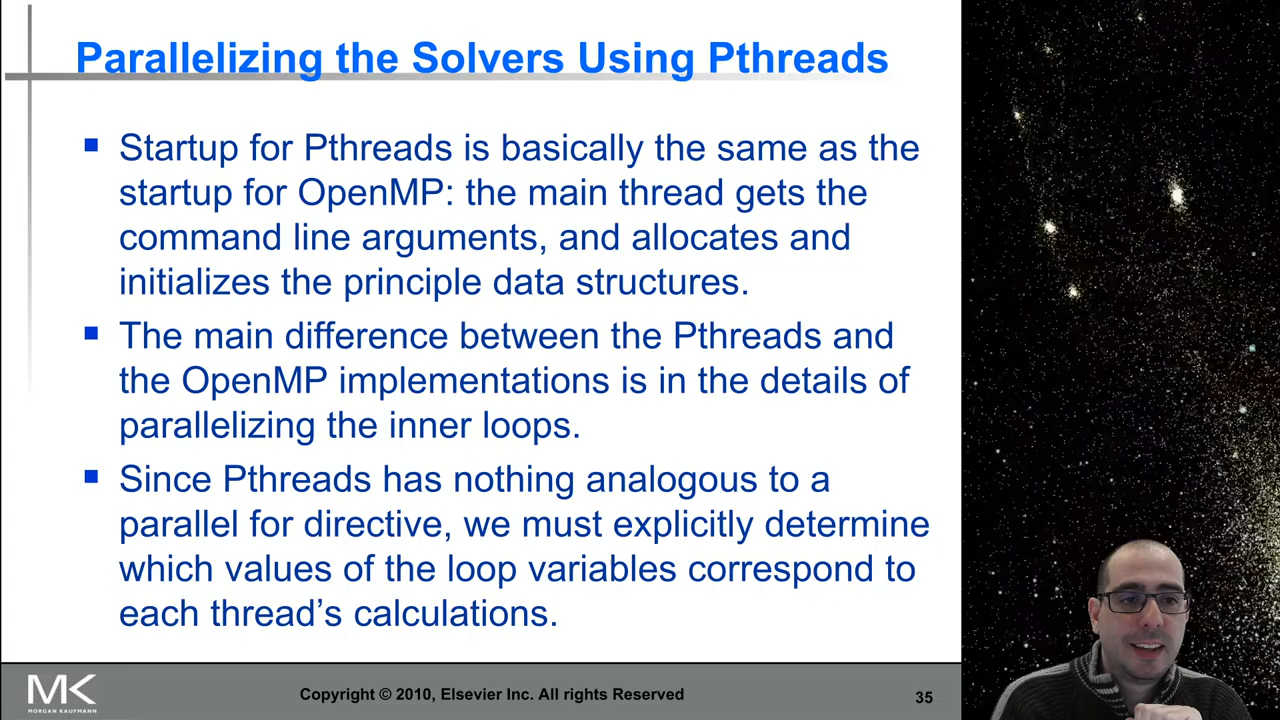 Parallelizing the Solvers Using Pthreads
Startup for Pthreads is basically the same as the
startup for OpenMP: the main thread gets the
command line arguments, and allocates and
initializes the principle data structures.
The main difference between the Pthreads and
the OpenMP implementations is in the details of
parallelizing the inner loops.
Since Pthreads has nothing analogous to a
parallel for directive, we must explicitly determine
which values of the loop variables correspond to
each thread’s calculations.
MK
MORGAN KAUFMANN
Copyright © 2010, Elsevier Inc. All rights Reserved
35